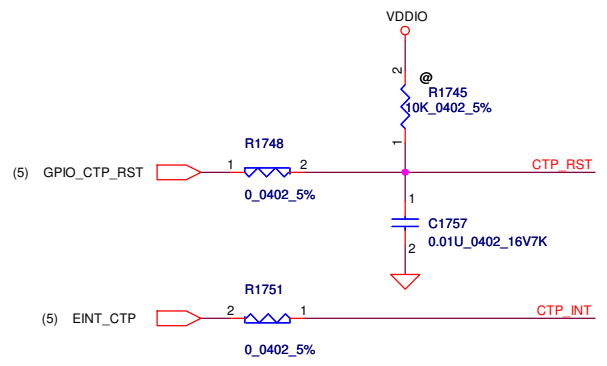 VDDIO
2
@
R1745
10K_0402_5%
1
R1748
(5) GPIO_CTP_RST 1 2 CTP_RST
0_0402_5%
1
C1757
0.01U_0402_16V7K
2
R1751
(5) EINT_CTP 2 1 CTP_INT
0_0402_5%